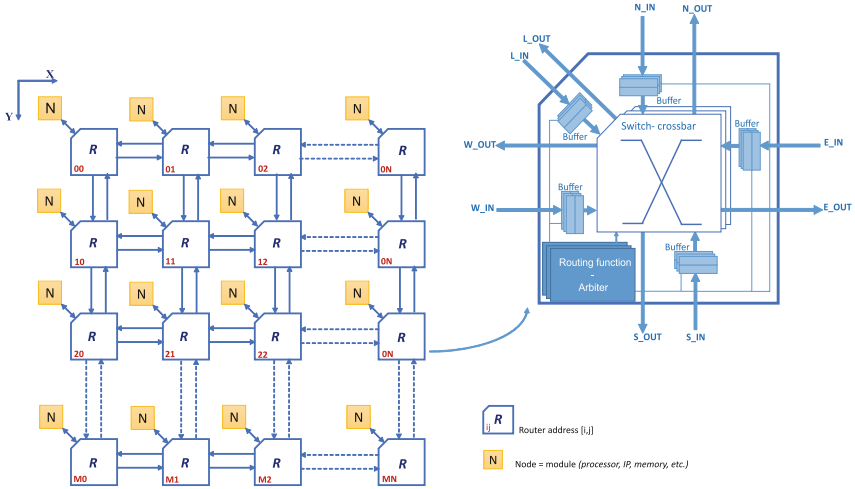 X
Y
N
N
N
N
R
00
R
01
R
02
R
0N
N
N
N
N
R
10
R
11
R
12
R
0N
N
N
N
N
R
20
R
21
R
22
R
0N
N
N
N
N
R
M0
R
M1
R
M2
R
MN
N_IN
N_OUT
L_OUT
L_IN
Buffer
Buffer
Switch- crossbar
Buffer
W_OUT
E_IN
Buffer
W_IN
E_OUT
Buffer
Routing function
-
Arbiter
S_OUT
S_IN
R
ij
Router address [i,j]
N
Node = module (processor, IP, memory, etc.)